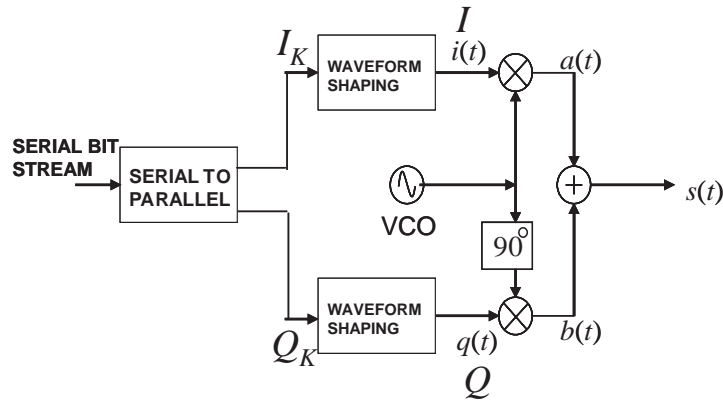 I
I_K
WAVEFORM
SHAPING
i(t)
a(t)
SERIAL BIT
STREAM
SERIAL TO
PARALLEL
VCO
+
s(t)
90°
Q_K
WAVEFORM
SHAPING
q(t)
b(t)
Q